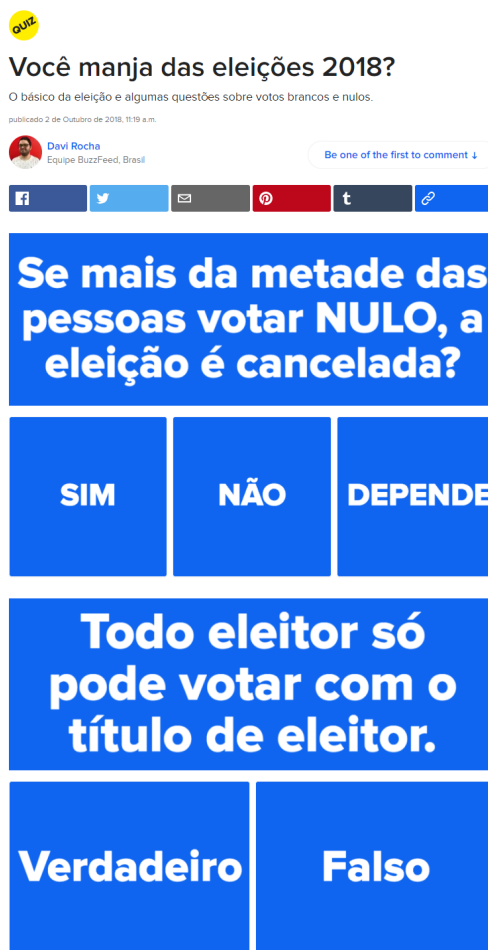 QUIZ
Você manja das eleições 2018?
O básico da eleição e algumas questões sobre votos brancos e nulos.
publicado 2 de Outubro de 2018, 11:19 a.m.
Davi Rocha
Equipe BuzzFeed, Brasil
Be one of the first to comment ↓
Se mais da metade das
pessoas votar NULO, a
eleição é cancelada?
SIM
NÃO
DEPENDE
Todo eleitor só
pode votar com o
título de eleitor.
Verdadeiro
Falso